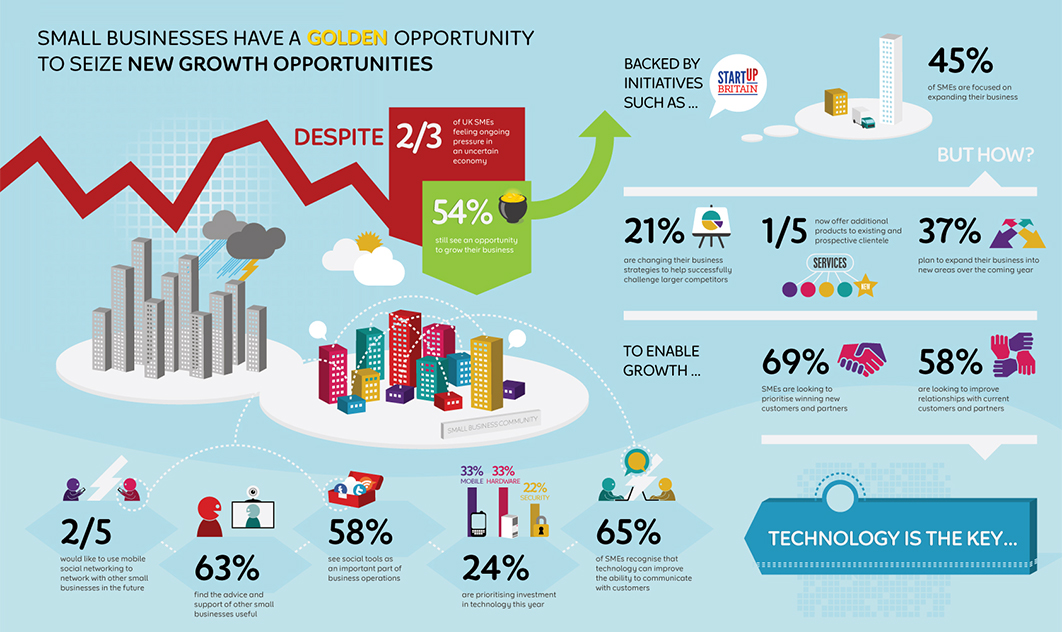 SMALL BUSINESSES HAVE A GOLDEN OPPORTUNITY
TO SEIZE NEW GROWTH OPPORTUNITIES
DESPITE
2/3
of UK SMEs
feeling ongoing
pressure in
an uncertain
economy
54%
still see an opportunity
to grow their business
BACKED BY
INITIATIVES
SUCH AS ...
STARTUP
BRITAIN
45%
of SMEs are focused on
expanding their business
BUT HOW?
21%
are changing their business
strategies to help successfully
challenge larger competitors
1/5
now offer additional
products to existing and
prospective clientele
SERVICES
NEW
37%
plan to expand their business into
new areas over the coming year
TO ENABLE
GROWTH ...
69%
SMEs are looking to
prioritise winning new
customers and partners
58%
are looking to improve
relationships with current
customers and partners
SMALL BUSINESS COMMUNITY
2/5
would like to use mobile
social networking to
network with other small
businesses in the future
63%
find the advice and
support of other small
businesses useful
58%
see social tools as
an important part of
business operations
33%
MOBILE
33%
HARDWARE
22%
SECURITY
24%
are prioritising investment
in technology this year
65%
of SMEs recognise that
technology can improve
the ability to communicate
with customers
TECHNOLOGY IS THE KEY...